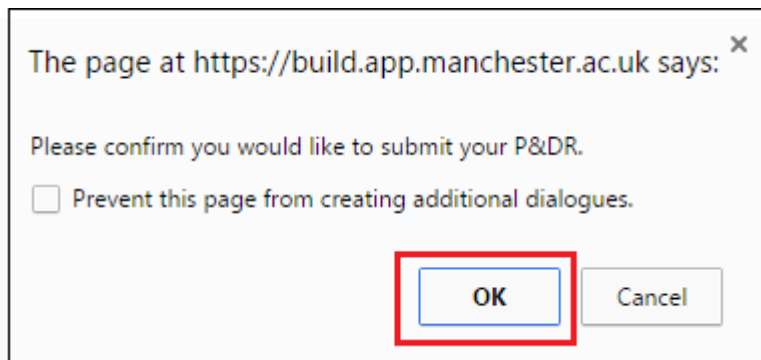 The page at https://build.app.manchester.ac.uk says:
Please confirm you would like to submit your P&DR.
Prevent this page from creating additional dialogues.
OK
Cancel